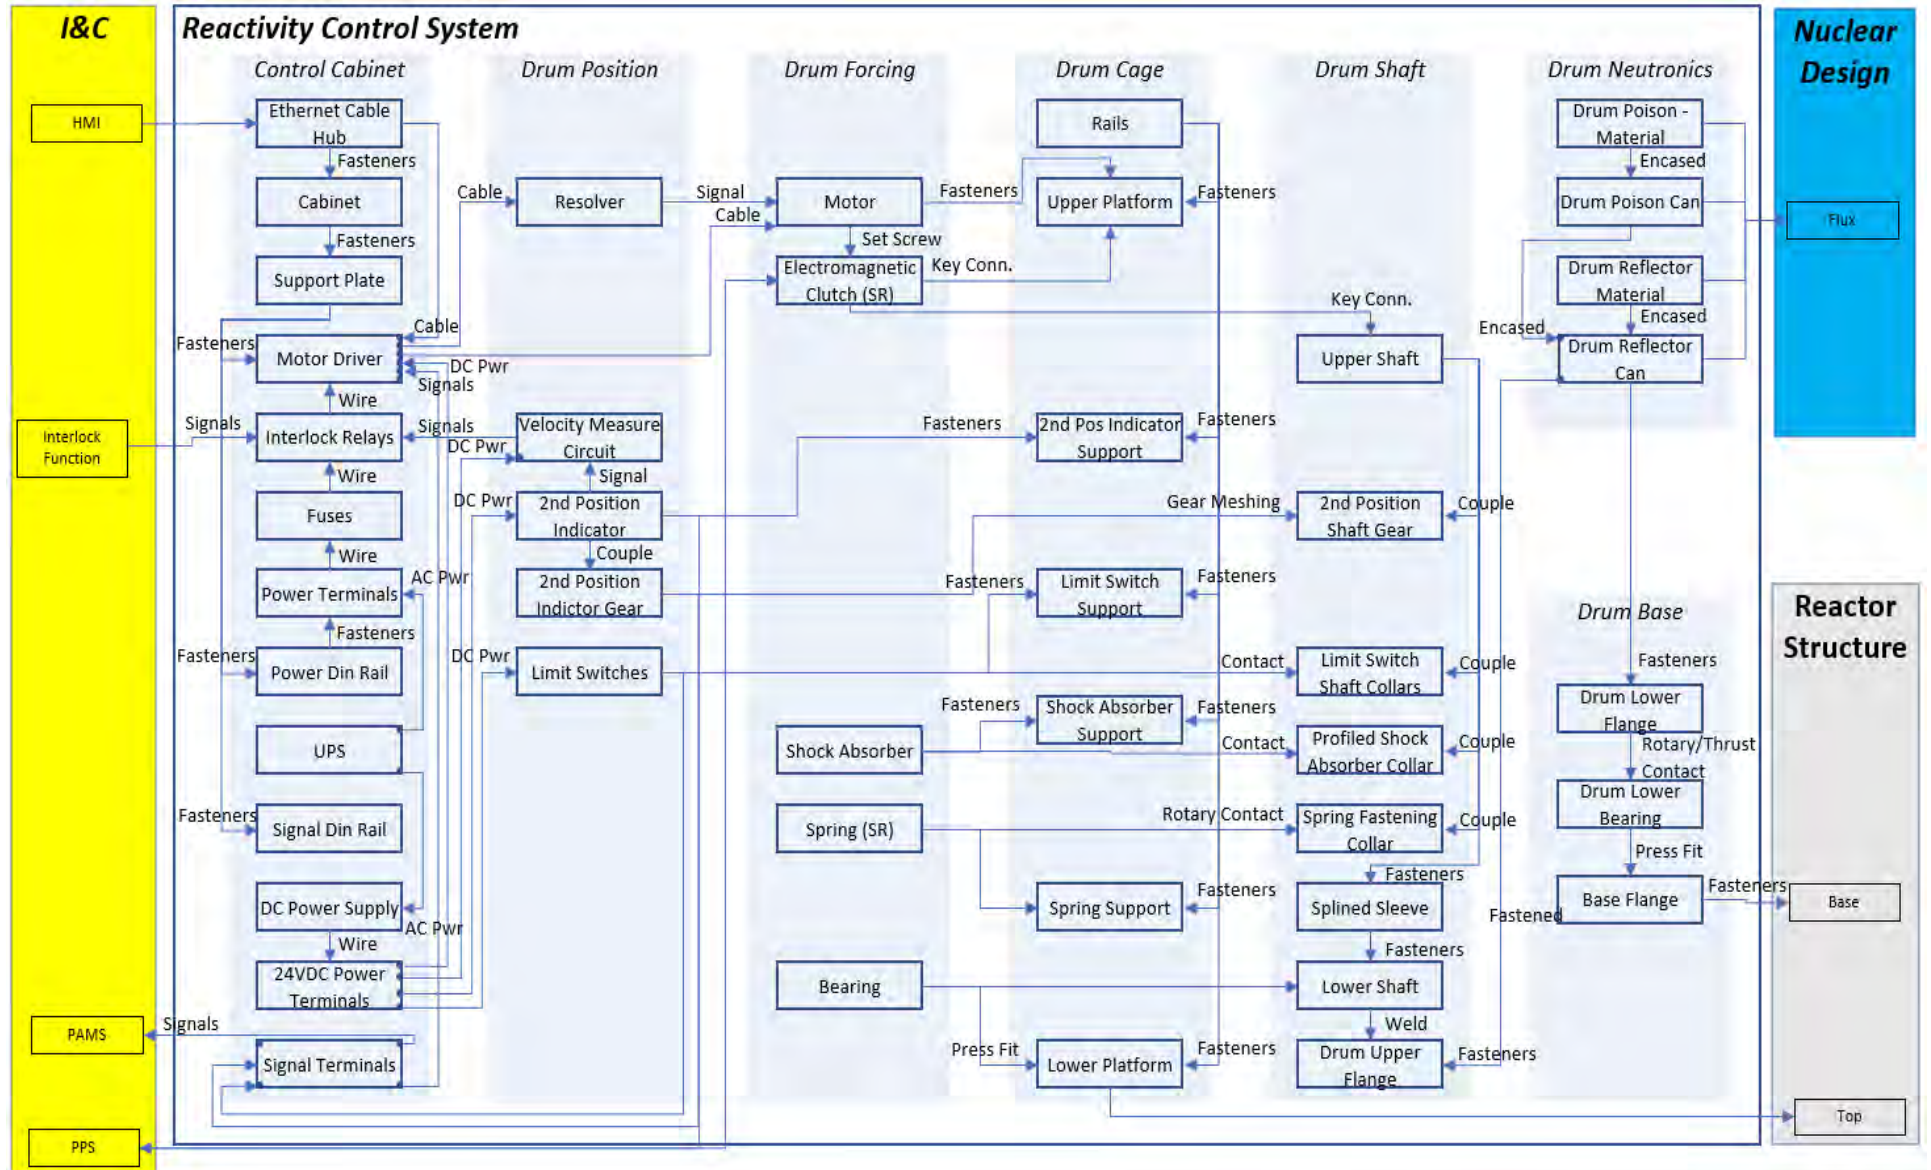 I&C
Reactivity Control System
Nuclear
Design
Control Cabinet
Drum Position
Drum Forcing
Drum Cage
Drum Shaft
Drum Neutronics
HMI
Ethernet Cable
Hub
Fasteners
Cabinet
Fasteners
Support Plate
Fasteners
Motor Driver
Cable
DC Pwr
Signals
Wire
Interlock
Function
Signals
Interlock Relays
Signals
Wire
Fuses
Wire
AC Pwr
Power Terminals
Fasteners
Fasteners
Power Din Rail
UPS
Fasteners
Signal Din Rail
DC Power Supply
AC Pwr
Wire
24VDC Power
Terminals
PAMS
Signals
Signal Terminals
PPS
Cable
Resolver
Signal
Cable
DC Pwr
Velocity Measure
Circuit
Signal
DC Pwr
2nd Position
Indicator
Couple
2nd Position
Indictor Gear
DC Pwr
Limit Switches
Motor
Fasteners
Set Screw
Electromagnetic
Clutch (SR)
Key Conn.
Shock Absorber
Spring (SR)
Bearing
Rails
Upper Platform
Fasteners
Fasteners
2nd Pos Indicator
Support
Fasteners
Gear Meshing
Fasteners
Limit Switch
Support
Fasteners
Contact
Fasteners
Shock Absorber
Support
Fasteners
Contact
Rotary Contact
Spring Support
Fasteners
Press Fit
Lower Platform
Fasteners
Key Conn.
Upper Shaft
2nd Position
Shaft Gear
Couple
Limit Switch
Shaft Collars
Couple
Profiled Shock
Absorber Collar
Couple
Spring Fastening
Collar
Couple
Fasteners
Splined Sleeve
Fasteners
Lower Shaft
Weld
Drum Upper
Flange
Fasteners
Fastened
Drum Poison -
Material
Encased
Drum Poison Can
Drum Reflector
Material
Encased
Encased
Drum Reflector
Can
Drum Base
Fasteners
Drum Lower
Flange
Rotary/Thrust
Contact
Drum Lower
Bearing
Press Fit
Base Flange
Fasteners
Flux
Reactor
Structure
Base
Top